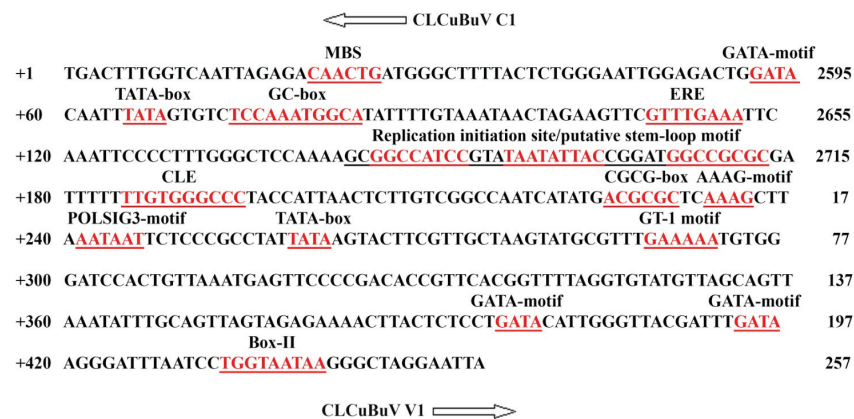 CLCuBuV C1
MBS GATA-motif
+1 TGACTTTGGTCAATTAGAGACAACTGATGGGCTTTTACTCTGGGAATTGGAGACTGGATA 2595
TATA-box GC-box ERE
+60 CAATTTATAGTGTCTCCAAATGGCATATTTTGTAAATAACTAGAAGTTCGTTTGAAATTC 2655
Replication initiation site/putative stem-loop motif
+120 AAATTCCCCTTTGGGCTCCAAAAGCGGCCATCCGTATAATATTACCGGATGGCCGCGCGA 2715
CLE CGCG-box AAAG-motif
+180 TTTTTTTGTGGGCCCTACCATTAACTCTTGTCGGCCAATCATATGACGCGCTCAAAGCTT 17
POLSIG3-motif TATA-box GT-1 motif
+240 AAATAATTCTCCCGCCTATTATAAGTACTTCGTTGCTAAGTATGCGTTTGAAAAATGTGG 77
+300 GATCCACTGTTAAATGAGTTCCCCGACACCGTTCACGGTTTTAGGTGTATGTTAGCAGTT 137
GATA-motif GATA-motif
+360 AAATATTTGCAGTTAGTAGAGAAAACTTACTCTCCTGATACATTGGGTTACGATTTGATA 197
Box-II
+420 AGGGATTTAATCCTGGTAATAAGGGCTAGGAATTA 257
CLCuBuV V1